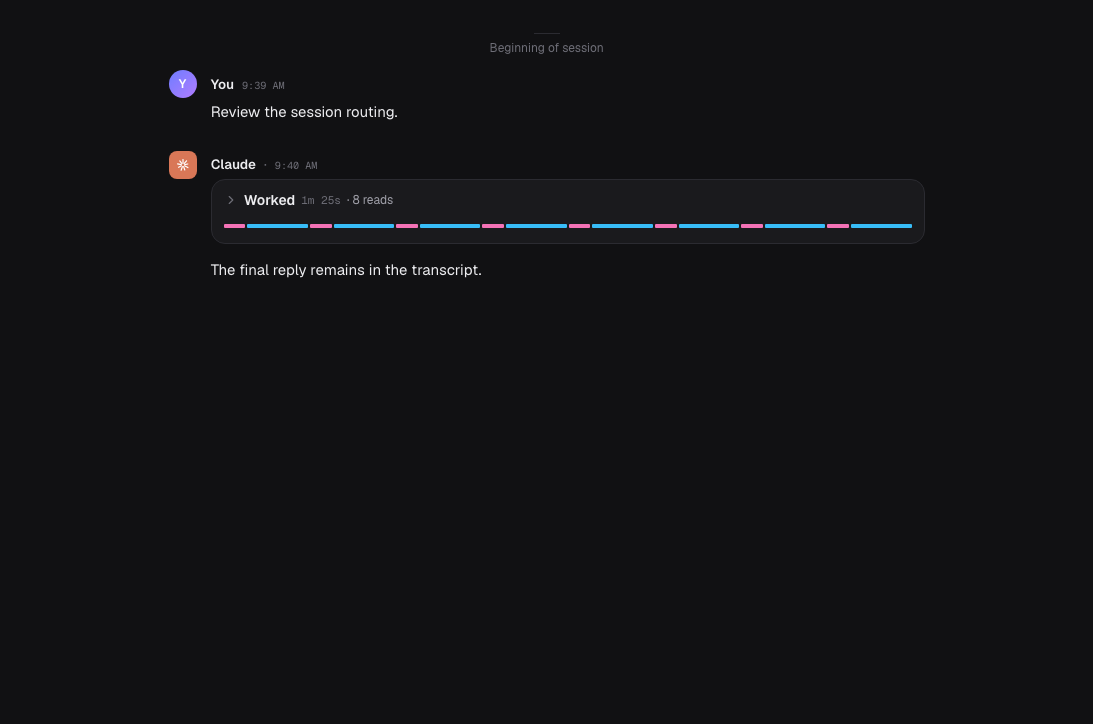 Beginning of session
Y
You 9:39 AM
Review the session routing.
Claude · 9:40 AM
Worked 1m 25s · 8 reads
The final reply remains in the transcript.